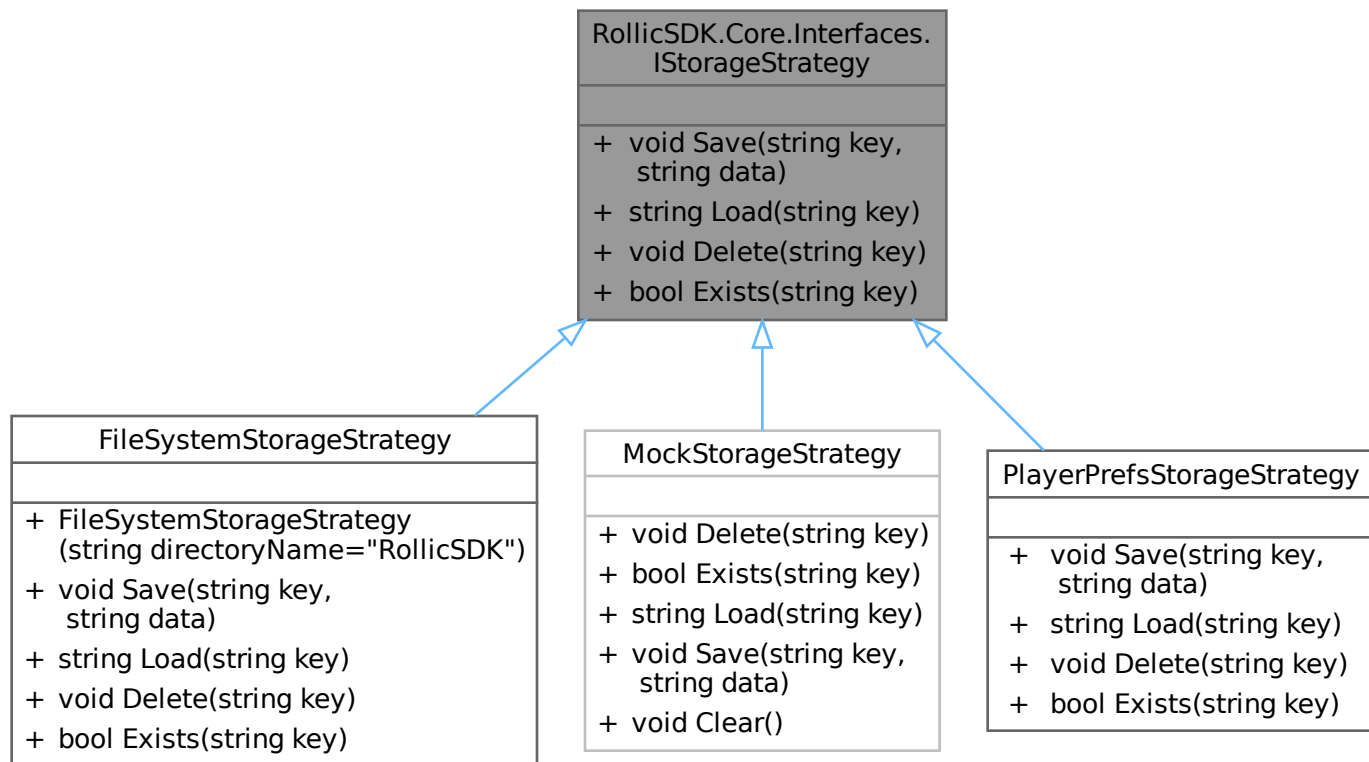 RollicSDK.Core.Interfaces.
IStorageStrategy
+ void Save(string key,
string data)
+ string Load(string key)
+ void Delete(string key)
+ bool Exists(string key)
FileSystemStorageStrategy
+ FileSystemStorageStrategy
(string directoryName="RollicSDK")
+ void Save(string key,
string data)
+ string Load(string key)
+ void Delete(string key)
+ bool Exists(string key)
MockStorageStrategy
+ void Delete(string key)
+ bool Exists(string key)
+ string Load(string key)
+ void Save(string key,
string data)
+ void Clear()
PlayerPrefsStorageStrategy
+ void Save(string key,
string data)
+ string Load(string key)
+ void Delete(string key)
+ bool Exists(string key)